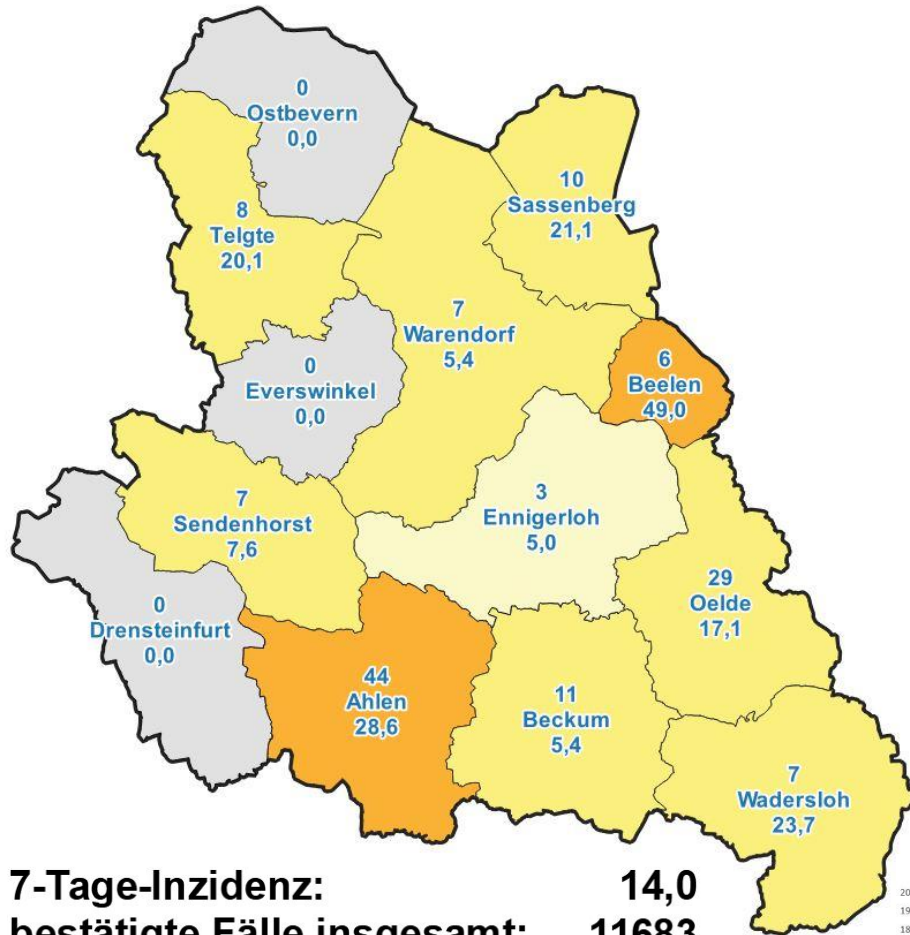 0
Ostbevern
0,0
10
Sassenberg
21,1
8
Telgte
20,1
7
Warendorf
5,4
6
Beelen
49,0
0
Everswinkel
0,0
7
Sendenhorst
7,6
3
Ennigerloh
5,0
29
Oelde
17,1
0
Drensteinfurt
0,0
44
Ahlen
28,6
11
Beckum
5,4
7
Wadersloh
23,7
7-Tage-Inzidenz: 14,0
bestätigte Fälle insgesamt: 11683
20
19
18